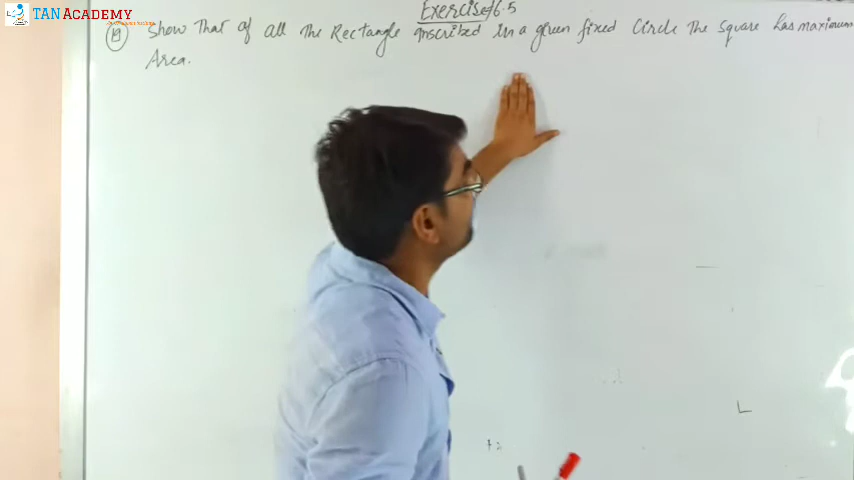 TAN ACADEMY
Exercise 6.5
19 Show That of all The Rectangle inscribed in a given fixed Circle The Square has maximum
Area.